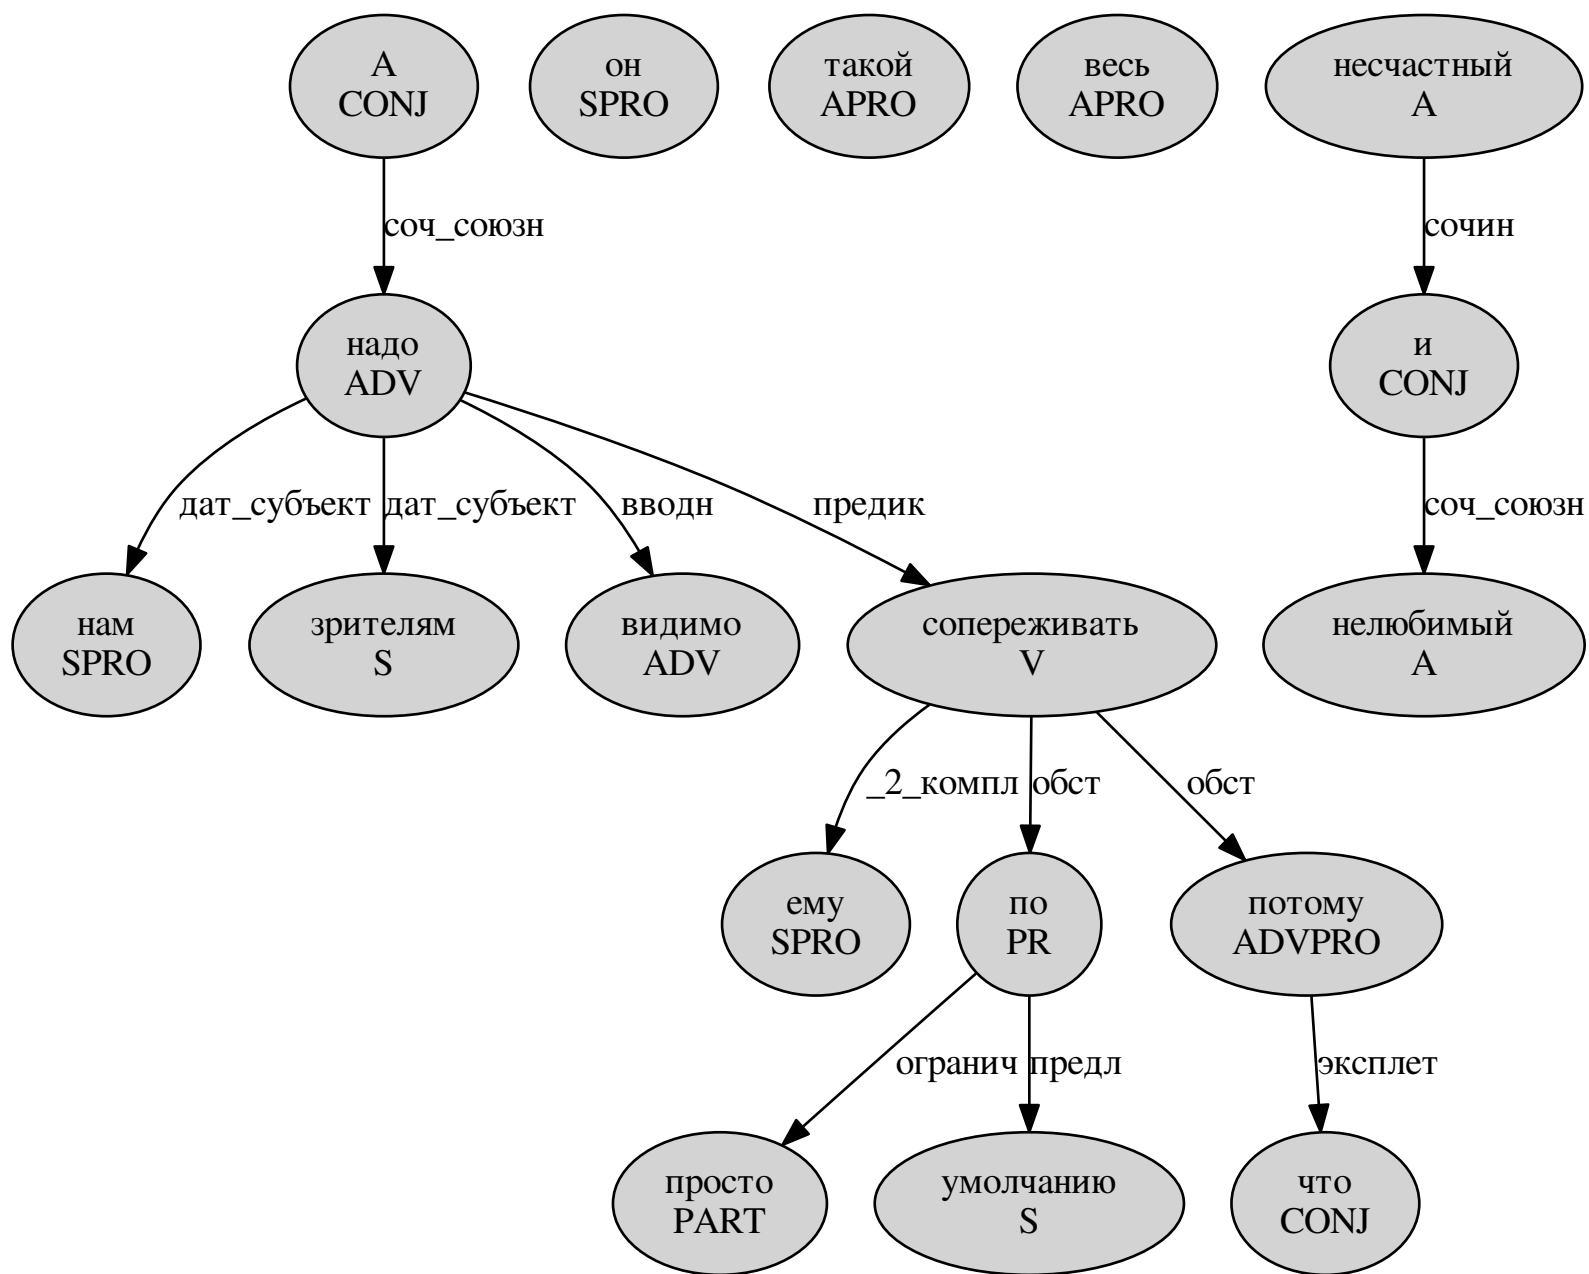 А
CONJ
он
SPRO
такой
APRO
весь
APRO
несчастный
A
соч_союзн
сочин
надо
ADV
и
CONJ
дат_субъект
дат_субъект
вводн
предик
соч_союзн
нам
SPRO
зрителям
S
видимо
ADV
сопереживать
V
нелюбимый
A
_2_компл
обст
обст
ему
SPRO
по
PR
потому
ADVPRO
огранич
предл
эксплет
просто
PART
умолчанию
S
что
CONJ